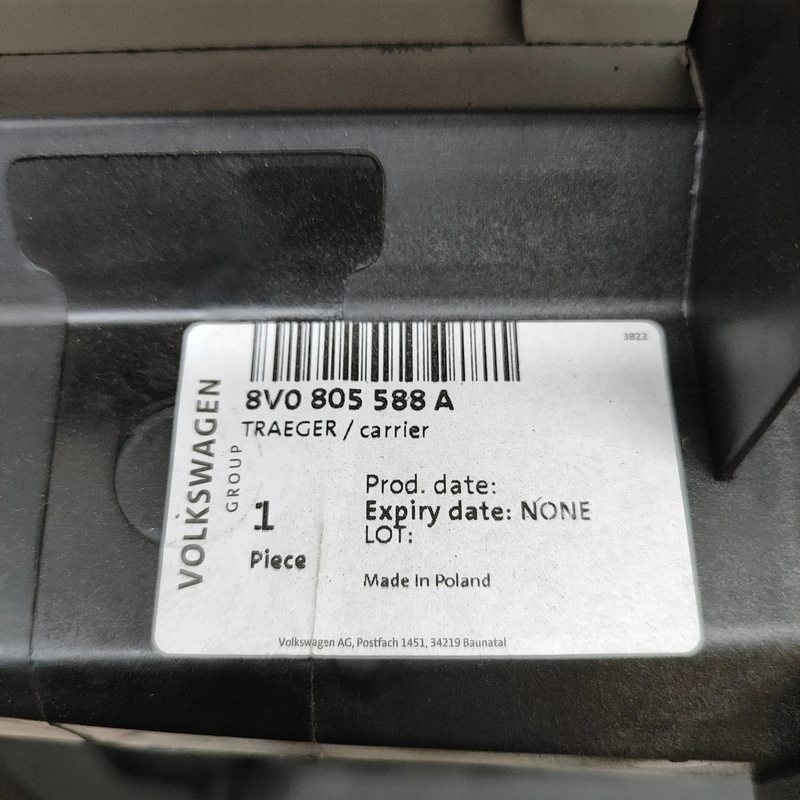 3822
8V0 805 588 A
TRAEGER / carrier
VOLKSWAGEN
GROUP
1
Piece
Prod. date:
Expiry date: NONE
LOT:
Made In Poland
Volkswagen AG, Postfach 1451, 34219 Baunatal